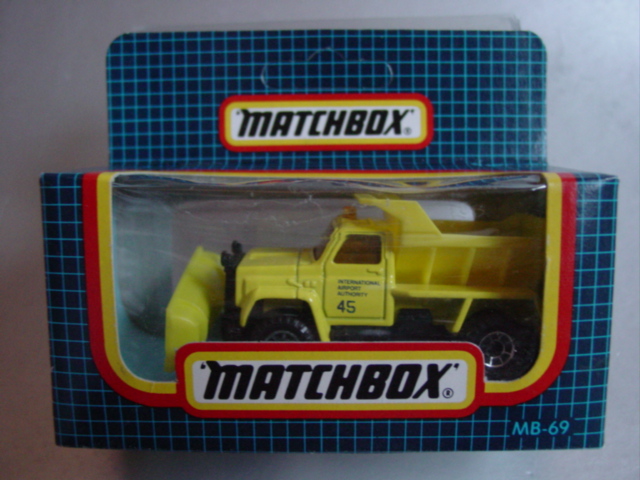 "MATCHBOX"®
INTERNATIONAL
AIRPORT
AUTHORITY
45
"MATCHBOX"®
MB-69